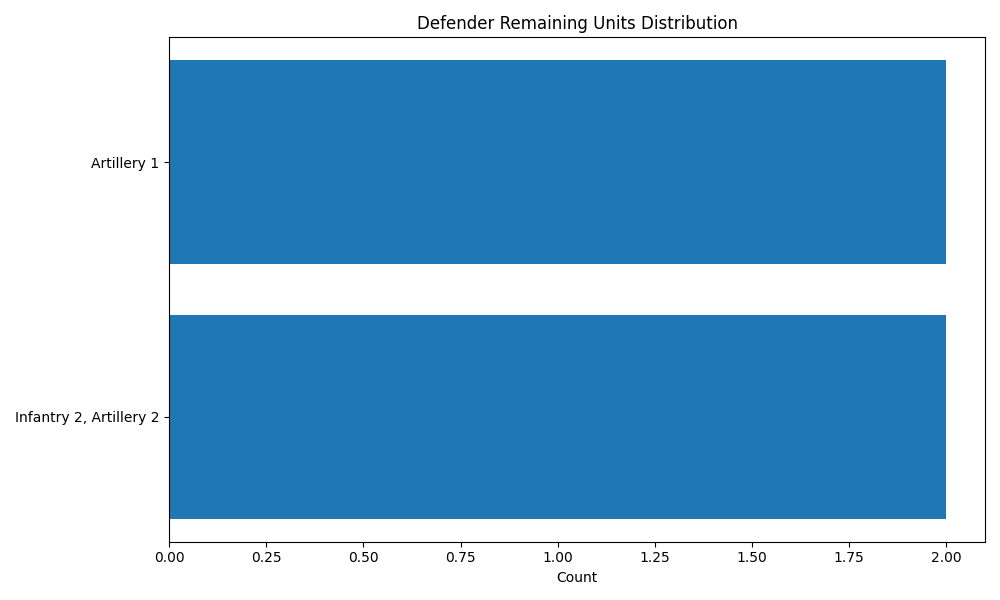 Defender Remaining Units Distribution
Artillery 1
Infantry 2, Artillery 2
0.00 0.25 0.50 0.75 1.00 1.25 1.50 1.75 2.00
Count